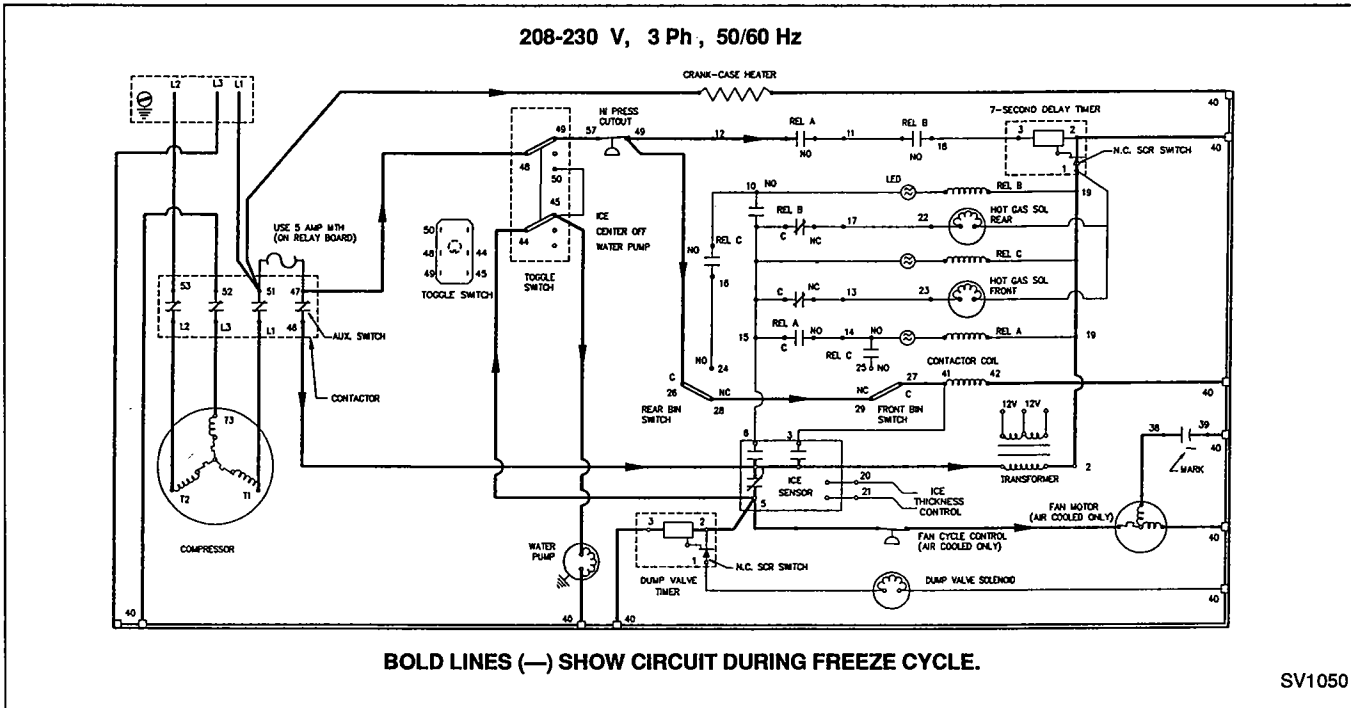 208-230 V, 3 Ph, 50/60 Hz
CRANK-CASE HEATER
L2 L3 L1
40
7-SECOND DELAY TIMER
HI PRESS
CUTOUT
49 57 49 12 REL A 11 REL B 18 3 2
NO NO
40
N.C. SCR SWITCH
1
48
50
45
44
ICE
CENTER OFF
WATER PUMP
TOGGLE
SWITCH
50
48 44
49 45
TOGGLE SWITCH
USE 5 AMP MTH
(ON RELAY BOARD)
10 NO LED REL B 19
REL B 17 22 HOT GAS SOL
REAR
C NC
REL C
NO
16
REL C
C NC 13 23 HOT GAS SOL
FRONT
REL A NO 14 NO REL A 19
15 C
REL C
25 NO
NO 24
53 52 51 47
L2 L3 L1 46
AUX. SWITCH
CONTACTOR
C
26 NC
28
REAR BIN
SWITCH
NC 27
29 C
FRONT BIN
SWITCH
CONTACTOR COIL
41 42
40
12V 12V
38 39
40
MARK
T3
T2 T1
COMPRESSOR
6 3
ICE
SENSOR
5
20
21
ICE
THICKNESS
CONTROL
2
TRANSFORMER
FAN MOTOR
(AIR COOLED ONLY)
FAN CYCLE CONTROL
(AIR COOLED ONLY)
40
WATER
PUMP
3 2
1
N.C. SCR SWITCH
DUMP VALVE
TIMER
DUMP VALVE SOLENOID
40
40 40 40
BOLD LINES (—) SHOW CIRCUIT DURING FREEZE CYCLE.
SV1050